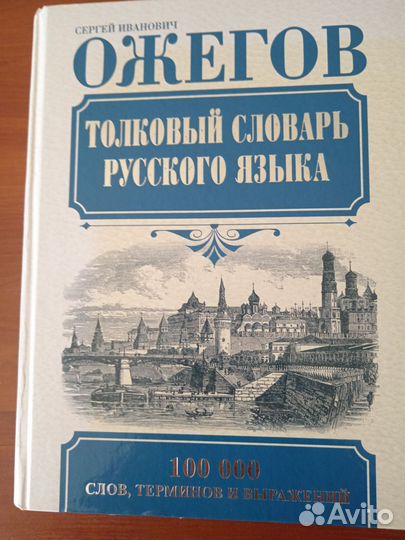 СЕРГЕЙ ИВАНОВИЧ
ОЖЕГОВ
ТОЛКОВЫЙ СЛОВАРЬ
РУССКОГО ЯЗЫКА
100 000
СЛОВ, ТЕРМИНОВ И ВЫРАЖЕНИЙ
Avito